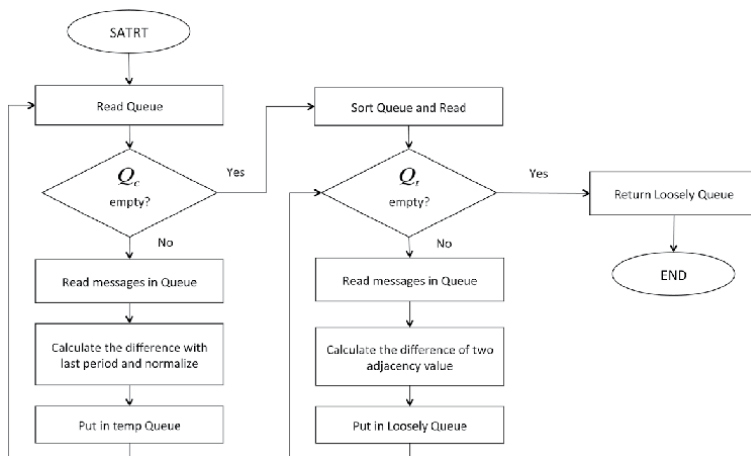 SATRT
Read Queue
Q_c
empty?
Yes
No
Read messages in Queue
Calculate the difference with
last period and normalize
Put in temp Queue
Sort Queue and Read
Q_t
empty?
Yes
No
Read messages in Queue
Calculate the difference of two
adjacency value
Put in Loosely Queue
Return Loosely Queue
END